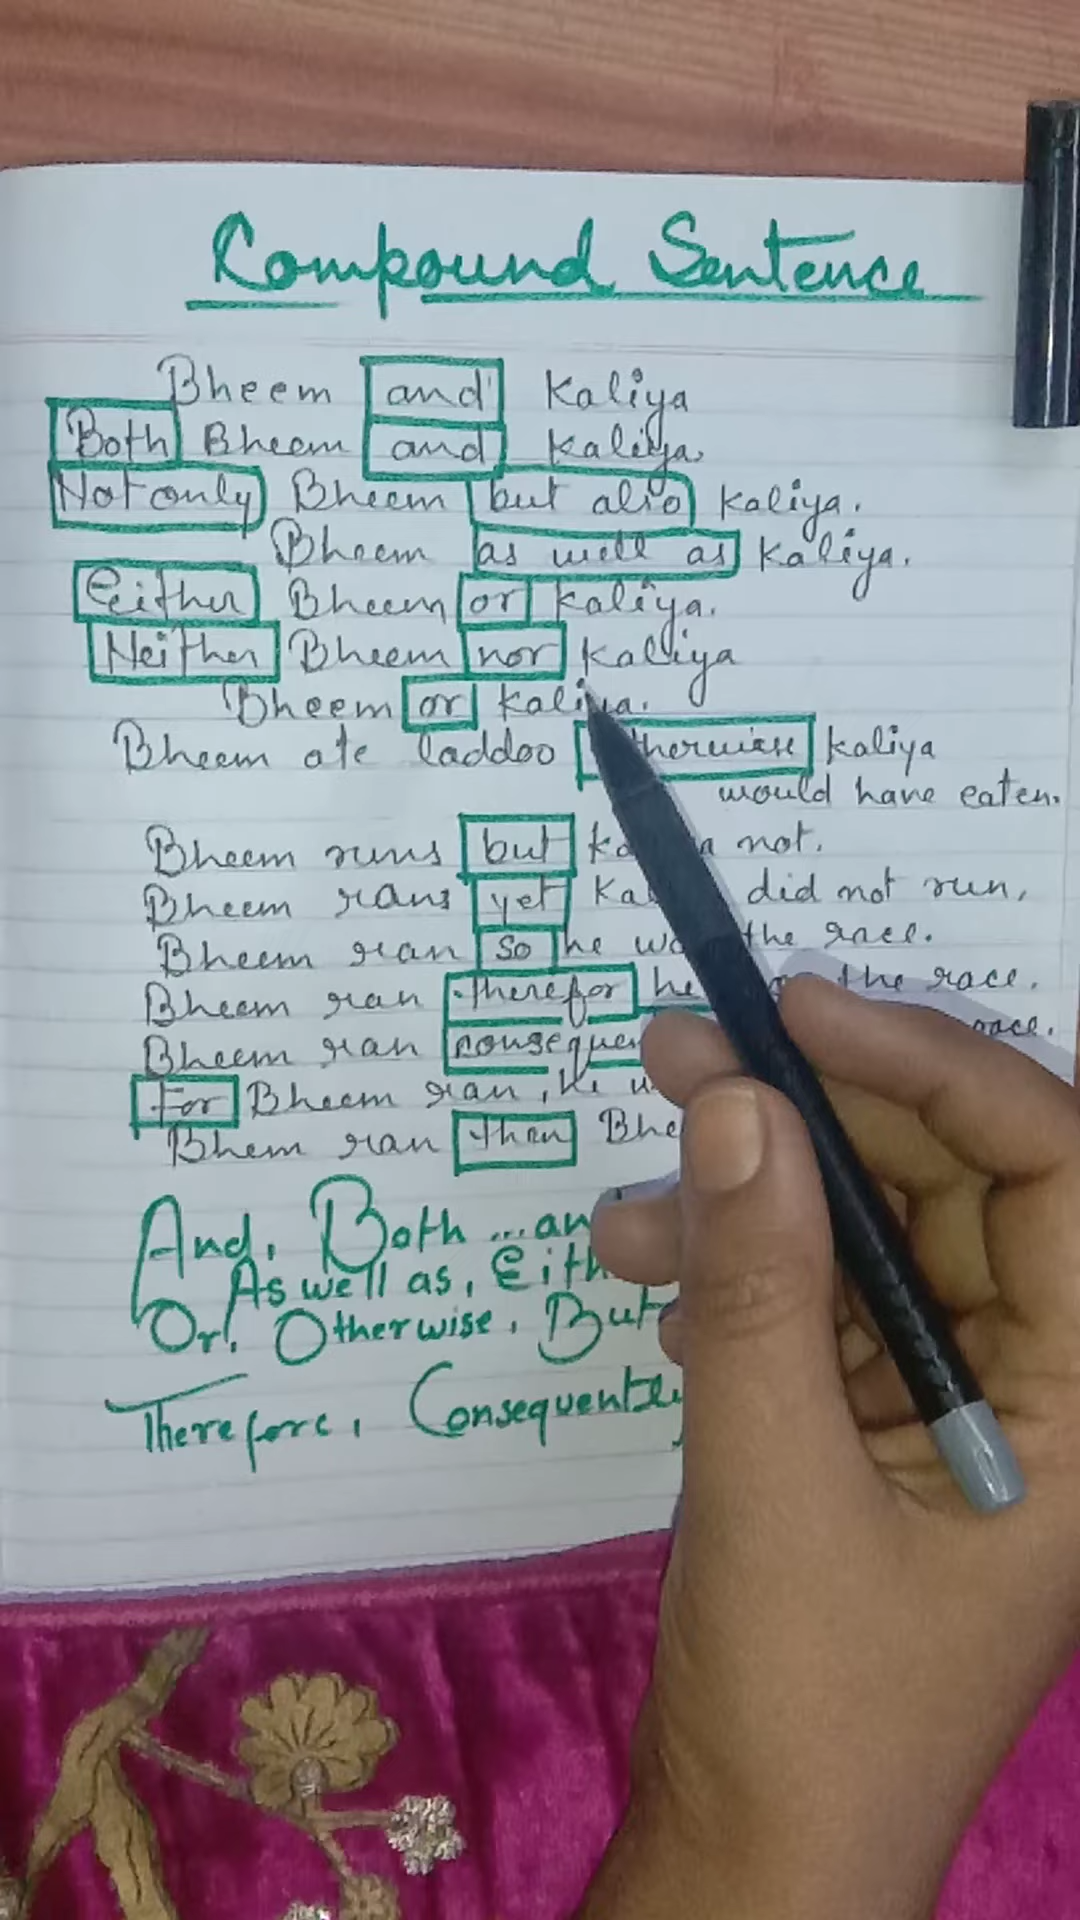 Compound Sentence
Bheem and Kaliya
Both Bheem and Kaliya.
Not only Bheem but also Kaliya.
Bheem as well as Kaliya.
Either Bheem or Kaliya.
Neither Bheem nor Kaliya
Bheem or Kaliya.
Bheem ate laddoo Kaliya
would have eaten.
Bheem runs but not.
Bheem rans yet did not run,
Bheem ran so he the race.
Bheem ran therefor he the race.
Bheem ran race.
For Bheem ran, He
Bhem ran then
And, Both ...
As well as,
Or, Otherwise, But
Therefore, Consequently